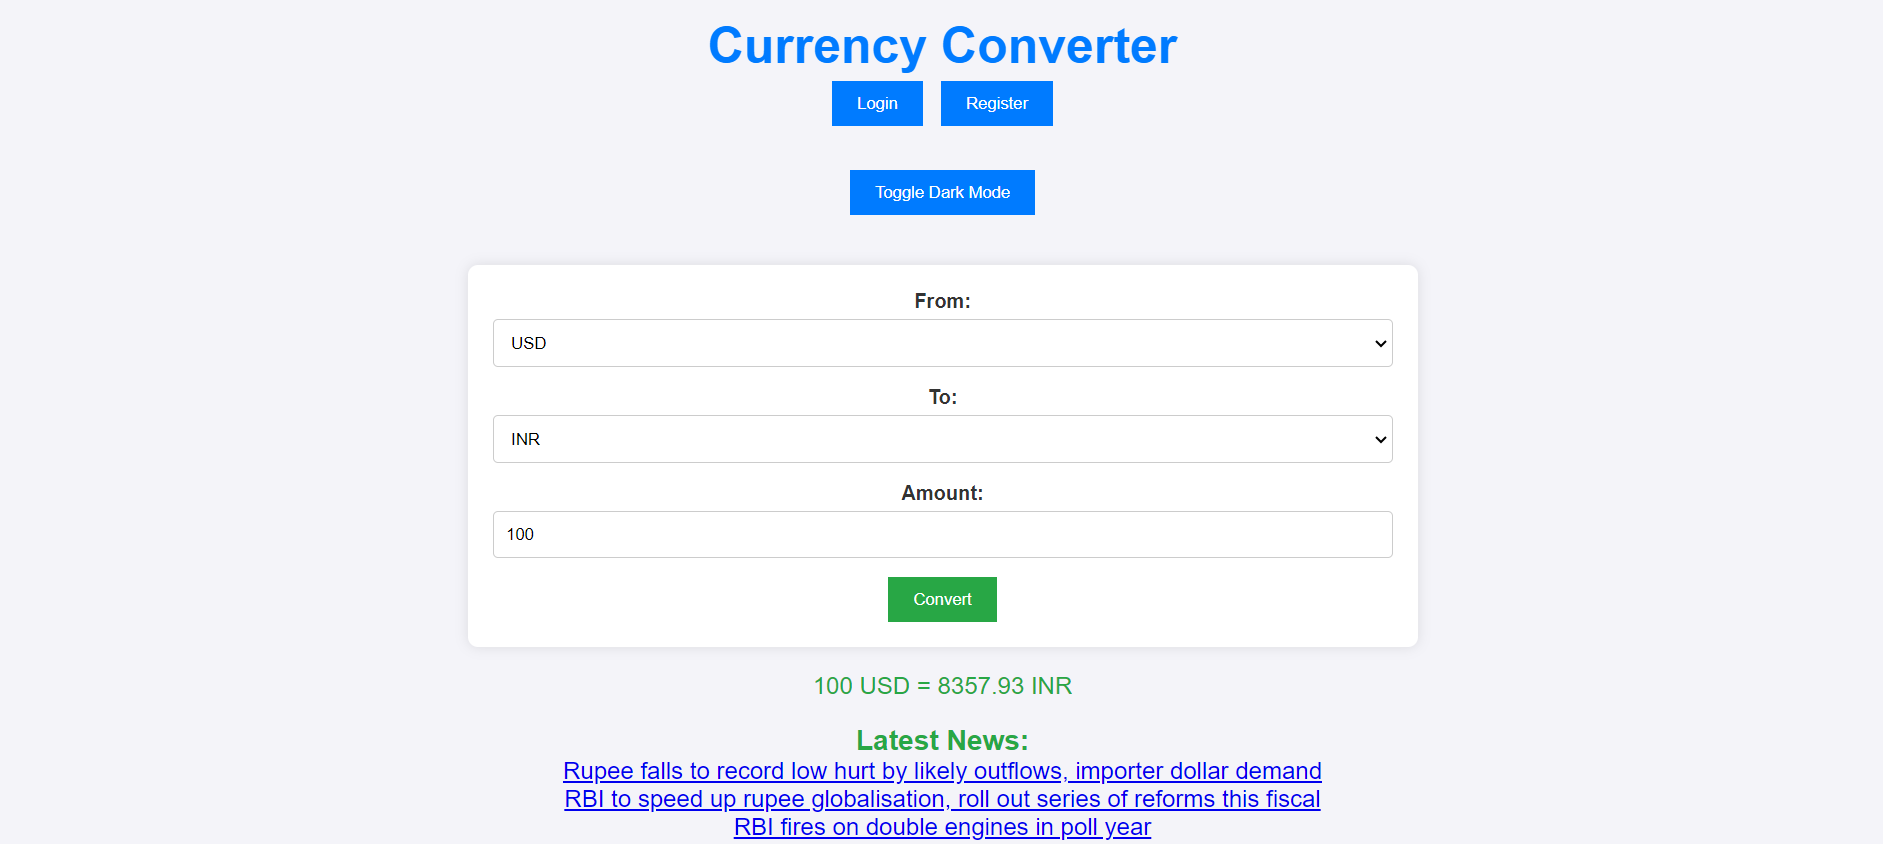 Currency Converter
Login Register
Toggle Dark Mode
From:
USD
To:
INR
Amount:
100
Convert
100 USD = 8357.93 INR
Latest News:
Rupee falls to record low hurt by likely outflows, importer dollar demand
RBI to speed up rupee globalisation, roll out series of reforms this fiscal
RBI fires on double engines in poll year